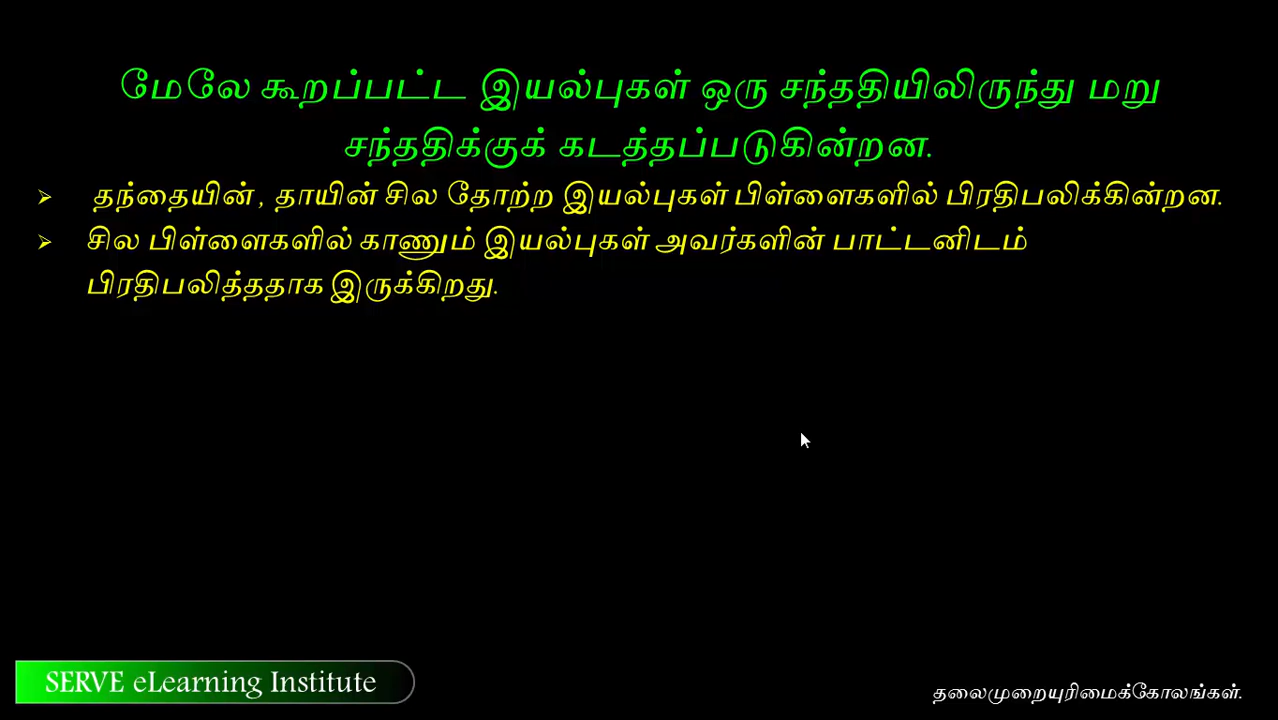 மேலே கூறப்பட்ட இயல்புகள் ஒரு சந்ததியிலிருந்து மறு
சந்ததிக்குக் கடத்தப்படுகின்றன.
தந்தையின் , தாயின் சில தோற்ற இயல்புகள் பிள்ளைகளில் பிரதிபலிக்கின்றன.
சில பிள்ளைகளில் காணும் இயல்புகள் அவர்களின் பாட்டனிடம்
பிரதிபலித்ததாக இருக்கிறது.
SERVE eLearning Institute
தலைமுறையுரிமைக்கோலங்கள்.